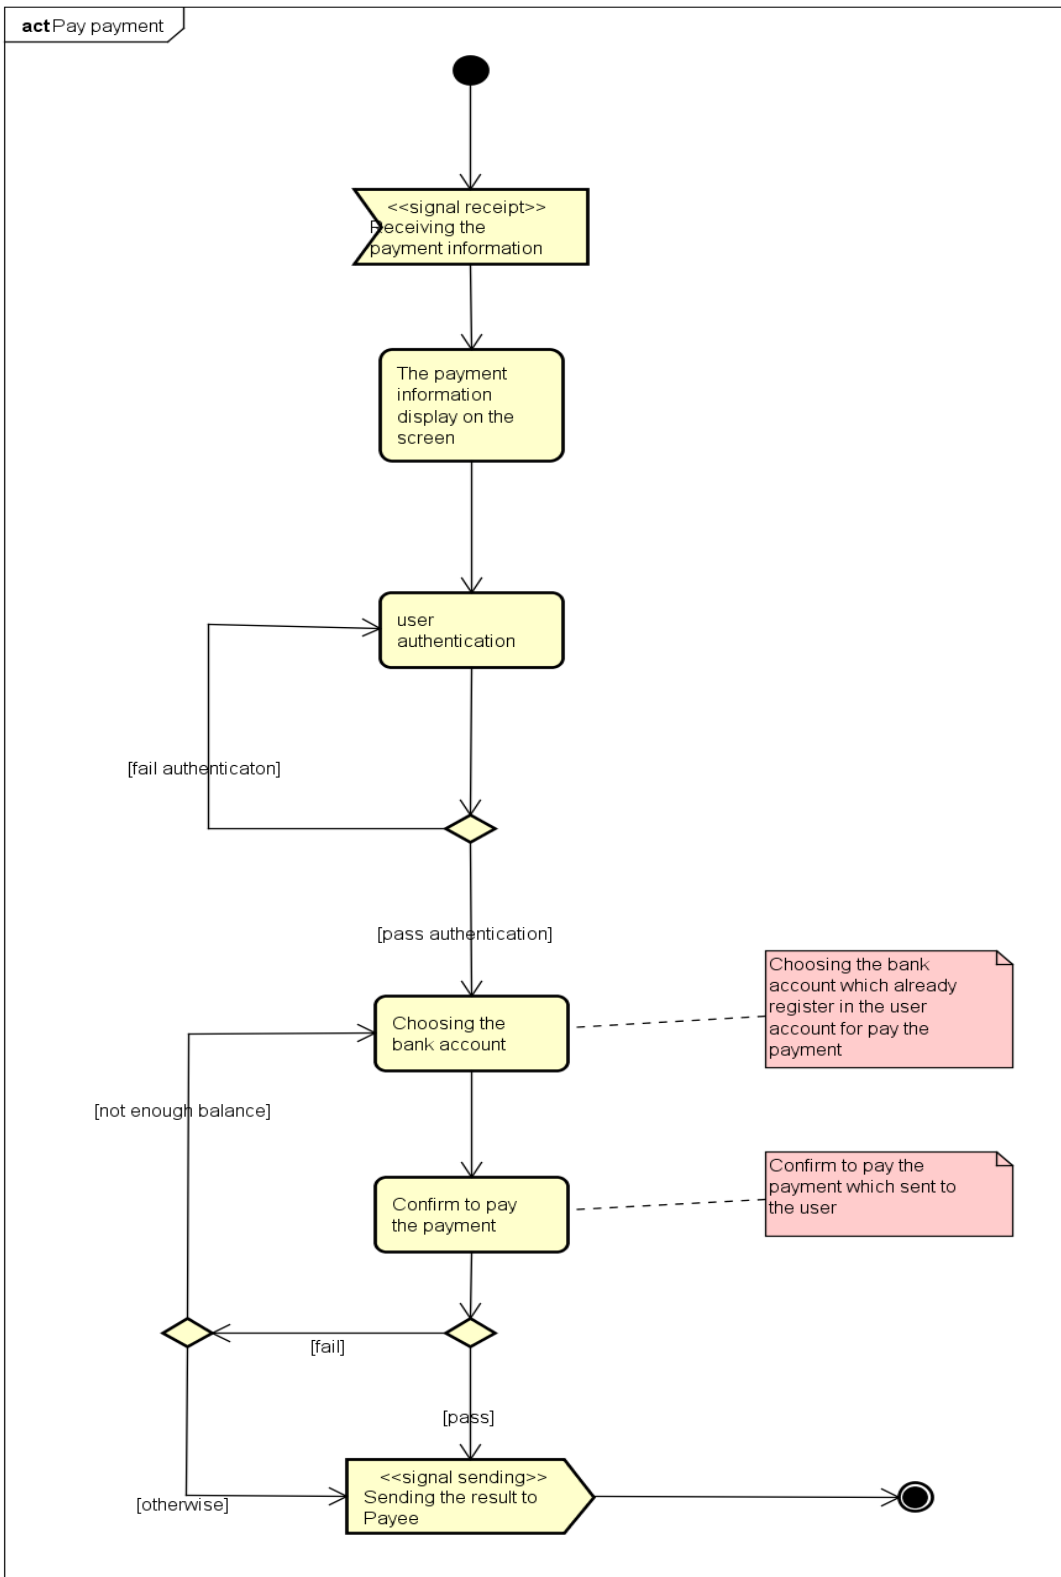 act Pay payment
<<signal receipt>>
Receiving the
payment information
The payment
information
display on the
screen
user
authentication
[fail authenticaton]
[pass authentication]
Choosing the
bank account
Choosing the bank
account which already
register in the user
account for pay the
payment
[not enough balance]
Confirm to pay
the payment
Confirm to pay the
payment which sent to
the user
[fail]
[pass]
<<signal sending>>
Sending the result to
Payee
[otherwise]